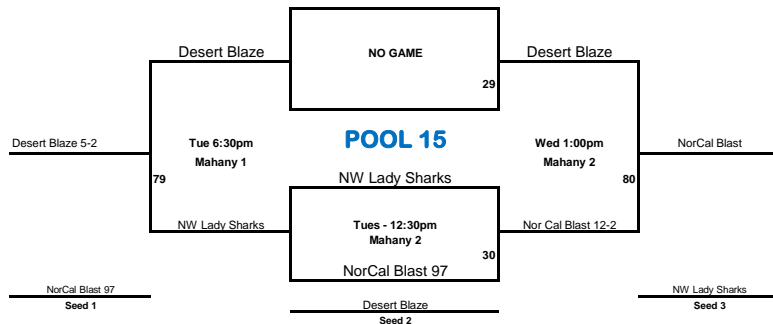 Desert Blaze
NO GAME
Desert Blaze
29
Desert Blaze 5-2
Tue 6:30pm
Mahany 1
POOL 15
Wed 1:00pm
Mahany 2
NorCal Blast
79
NW Lady Sharks
80
NW Lady Sharks
Tues - 12:30pm
Mahany 2
Nor Cal Blast 12-2
30
NorCal Blast 97
NorCal Blast 97
Seed 1
Desert Blaze
Seed 2
NW Lady Sharks
Seed 3